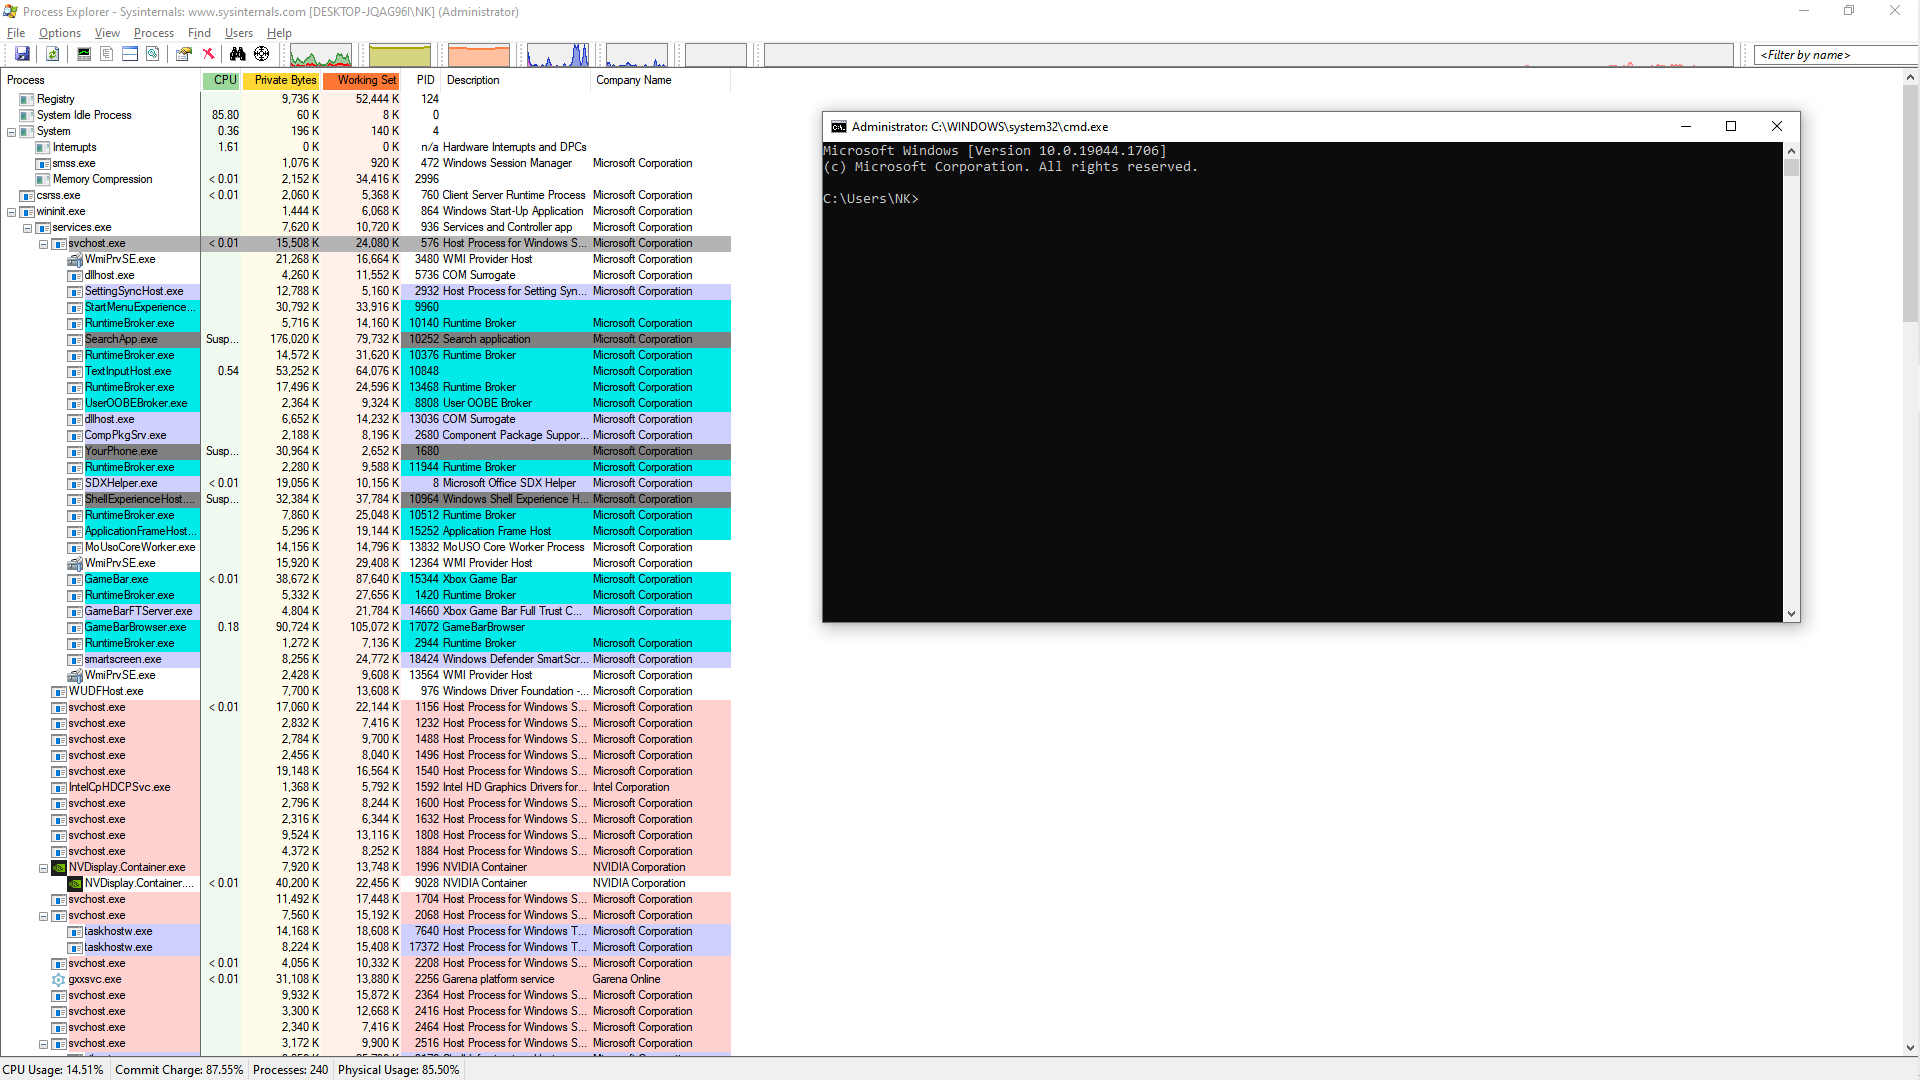 Process Explorer - Sysinternals: www.sysinternals.com [DESKTOP-JQAG96I\NK] (Administrator)
File Options View Process Find Users Help
<Filter by name>
Process CPU Private Bytes Working Set PID Description Company Name
Registry 9,736 K 52,444 K 124
System Idle Process 85.80 60 K 8 K 0
System 0.36 196 K 140 K 4
Interrupts 1.61 0 K 0 K n/a Hardware Interrupts and DPCs
smss.exe 1,076 K 920 K 472 Windows Session Manager Microsoft Corporation
Memory Compression < 0.01 2,152 K 34,416 K 2996
csrss.exe < 0.01 2,060 K 5,368 K 760 Client Server Runtime Process Microsoft Corporation
wininit.exe 1,444 K 6,068 K 864 Windows Start-Up Application Microsoft Corporation
services.exe 7,620 K 10,720 K 936 Services and Controller app Microsoft Corporation
svchost.exe < 0.01 15,508 K 24,080 K 576 Host Process for Windows S... Microsoft Corporation
WmiPrvSE.exe 21,268 K 16,664 K 3480 WMI Provider Host Microsoft Corporation
dllhost.exe 4,260 K 11,552 K 5736 COM Surrogate Microsoft Corporation
SettingSyncHost.exe 12,788 K 5,160 K 2932 Host Process for Setting Syn... Microsoft Corporation
StartMenuExperience... 30,792 K 33,916 K 9960
RuntimeBroker.exe 5,716 K 14,160 K 10140 Runtime Broker Microsoft Corporation
SearchApp.exe Susp... 176,020 K 79,732 K 10252 Search application Microsoft Corporation
RuntimeBroker.exe 14,572 K 31,620 K 10376 Runtime Broker Microsoft Corporation
TextInputHost.exe 0.54 53,252 K 64,076 K 10848 Microsoft Corporation
RuntimeBroker.exe 17,496 K 24,596 K 13468 Runtime Broker Microsoft Corporation
UserOOBEBroker.exe 2,364 K 9,324 K 8808 User OOBE Broker Microsoft Corporation
dllhost.exe 6,652 K 14,232 K 13036 COM Surrogate Microsoft Corporation
CompPkgSrv.exe 2,188 K 8,196 K 2680 Component Package Suppor... Microsoft Corporation
YourPhone.exe Susp... 30,964 K 2,652 K 1680 Microsoft Corporation
RuntimeBroker.exe 2,280 K 9,588 K 11944 Runtime Broker Microsoft Corporation
SDXHelper.exe < 0.01 19,056 K 10,156 K 8 Microsoft Office SDX Helper Microsoft Corporation
ShellExperienceHost.... Susp... 32,384 K 37,784 K 10964 Windows Shell Experience H... Microsoft Corporation
RuntimeBroker.exe 7,860 K 25,048 K 10512 Runtime Broker Microsoft Corporation
ApplicationFrameHost... 5,296 K 19,144 K 15252 Application Frame Host Microsoft Corporation
MoUsoCoreWorker.exe 14,156 K 14,796 K 13832 MoUSO Core Worker Process Microsoft Corporation
WmiPrvSE.exe 15,920 K 29,408 K 12364 WMI Provider Host Microsoft Corporation
GameBar.exe < 0.01 38,672 K 87,640 K 15344 Xbox Game Bar Microsoft Corporation
RuntimeBroker.exe 5,332 K 27,656 K 1420 Runtime Broker Microsoft Corporation
GameBarFTServer.exe 4,804 K 21,784 K 14660 Xbox Game Bar Full Trust C... Microsoft Corporation
GameBarBrowser.exe 0.18 90,724 K 105,072 K 17072 GameBarBrowser
RuntimeBroker.exe 1,272 K 7,136 K 2944 Runtime Broker Microsoft Corporation
smartscreen.exe 8,256 K 24,772 K 18424 Windows Defender SmartScr... Microsoft Corporation
WmiPrvSE.exe 2,428 K 9,608 K 13564 WMI Provider Host Microsoft Corporation
WUDFHost.exe 7,700 K 13,608 K 976 Windows Driver Foundation -... Microsoft Corporation
svchost.exe < 0.01 17,060 K 22,144 K 1156 Host Process for Windows S... Microsoft Corporation
svchost.exe 2,832 K 7,416 K 1232 Host Process for Windows S... Microsoft Corporation
svchost.exe 2,784 K 9,700 K 1488 Host Process for Windows S... Microsoft Corporation
svchost.exe 2,456 K 8,040 K 1496 Host Process for Windows S... Microsoft Corporation
svchost.exe 19,148 K 16,564 K 1540 Host Process for Windows S... Microsoft Corporation
IntelCpHDCPSvc.exe 1,368 K 5,792 K 1592 Intel HD Graphics Drivers for... Intel Corporation
svchost.exe 2,796 K 8,244 K 1600 Host Process for Windows S... Microsoft Corporation
svchost.exe 2,316 K 6,344 K 1632 Host Process for Windows S... Microsoft Corporation
svchost.exe 9,524 K 13,116 K 1808 Host Process for Windows S... Microsoft Corporation
svchost.exe 4,372 K 8,252 K 1884 Host Process for Windows S... Microsoft Corporation
NVDisplay.Container.exe 7,920 K 13,748 K 1996 NVIDIA Container NVIDIA Corporation
NVDisplay.Container.... < 0.01 40,200 K 22,456 K 9028 NVIDIA Container NVIDIA Corporation
svchost.exe 11,492 K 17,448 K 1704 Host Process for Windows S... Microsoft Corporation
svchost.exe 7,560 K 15,192 K 2068 Host Process for Windows S... Microsoft Corporation
taskhostw.exe 14,168 K 18,608 K 7640 Host Process for Windows T... Microsoft Corporation
taskhostw.exe 8,224 K 15,408 K 17372 Host Process for Windows T... Microsoft Corporation
svchost.exe < 0.01 4,056 K 10,332 K 2208 Host Process for Windows S... Microsoft Corporation
gxxsvc.exe < 0.01 31,108 K 13,880 K 2256 Garena platform service Garena Online
svchost.exe 9,932 K 15,872 K 2364 Host Process for Windows S... Microsoft Corporation
svchost.exe 3,300 K 12,668 K 2416 Host Process for Windows S... Microsoft Corporation
svchost.exe 2,340 K 7,416 K 2464 Host Process for Windows S... Microsoft Corporation
svchost.exe 3,172 K 9,900 K 2516 Host Process for Windows S... Microsoft Corporation
CPU Usage: 14.51% Commit Charge: 87.55% Processes: 240 Physical Usage: 85.50%
Administrator: C:\WINDOWS\system32\cmd.exe
Microsoft Windows [Version 10.0.19044.1706]
(c) Microsoft Corporation. All rights reserved.
C:\Users\NK>